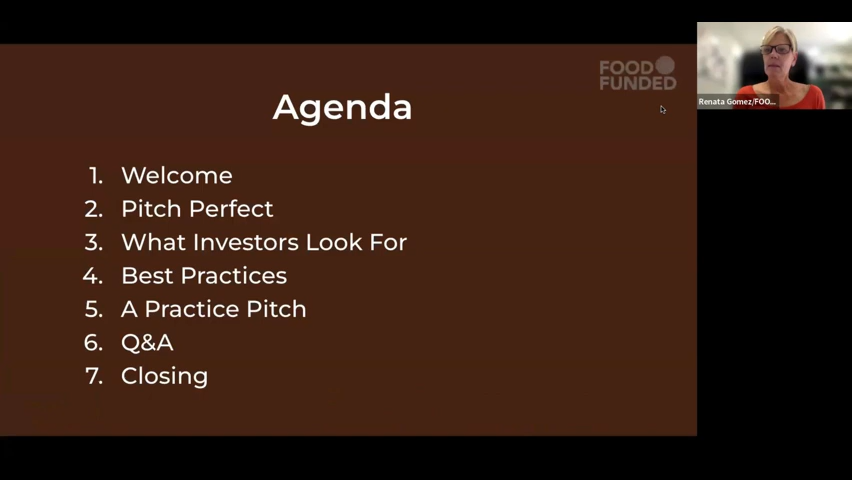 FOOD
FUNDED
Agenda
1. Welcome
2. Pitch Perfect
3. What Investors Look For
4. Best Practices
5. A Practice Pitch
6. Q&A
7. Closing
Renata Gomez/FOO...